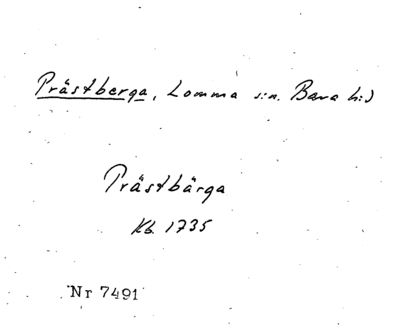 Prästberga, Lomma s:n. Bara h:d
Prästbärga
Kb. 1735
Nr 7491